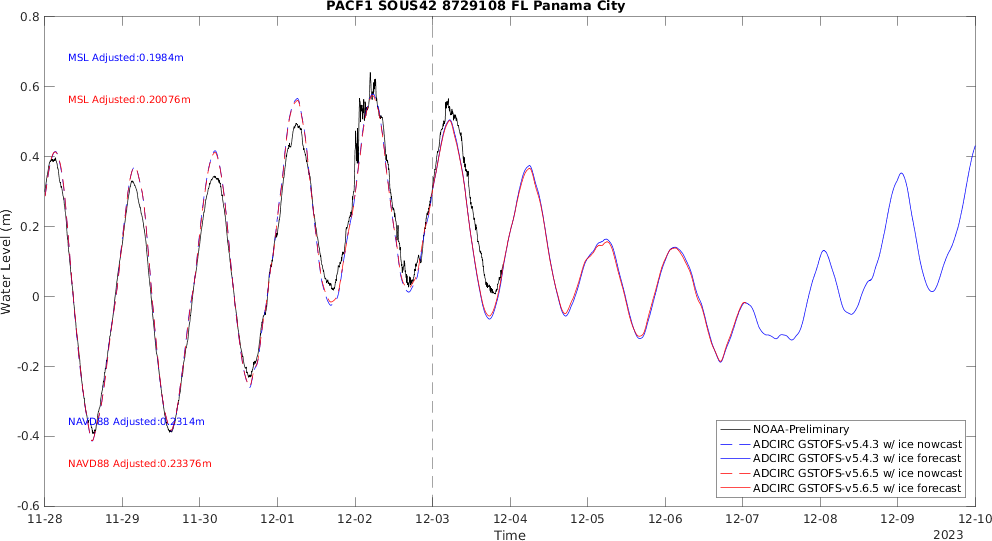 PACF1 SOUS42 8729108 FL Panama City
0.8
0.6
0.4
0.2
0
-0.2
-0.4
-0.6
Water Level (m)
MSL Adjusted:0.1984m
MSL Adjusted:0.20076m
NAVD88 Adjusted:0.2314m
NAVD88 Adjusted:0.23376m
NOAA-Preliminary
ADCIRC GSTOFS-v5.4.3 w/ ice nowcast
ADCIRC GSTOFS-v5.4.3 w/ ice forecast
ADCIRC GSTOFS-v5.6.5 w/ ice nowcast
ADCIRC GSTOFS-v5.6.5 w/ ice forecast
11-28 11-29 11-30 12-01 12-02 12-03 12-04 12-05 12-06 12-07 12-08 12-09 12-10
Time
2023